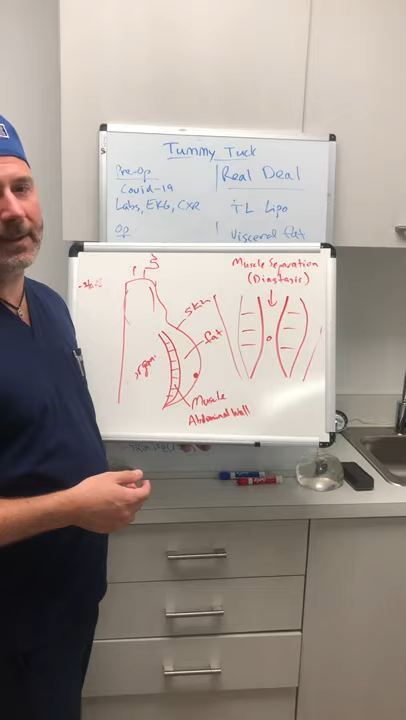 Tummy Tuck
Pre-Op
Covid-19
Labs, EKG, CXR
Op
Real Deal
TL Lipo
Visceral fat
skin
fat
organ
Muscle
Abdominal Wall
Muscle Separation
(Diastasis)